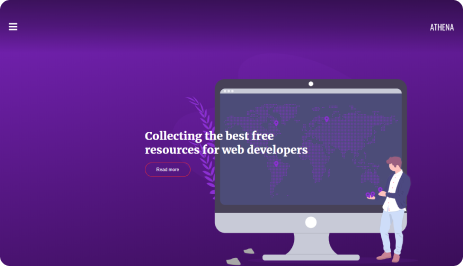 ATHENA
Collecting the best free
resources for web developers
Read more